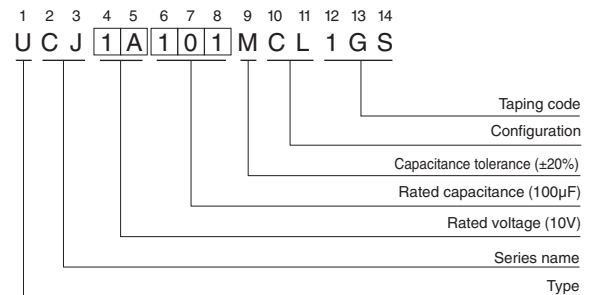 1 2 3 4 5 6 7 8 9 10 11 12 13 14
U C J 1 A 1 0 1 M C L 1 G S
Taping code
Configuration
Capacitance tolerance (±20%)
Rated capacitance (100µF)
Rated voltage (10V)
Series name
Type